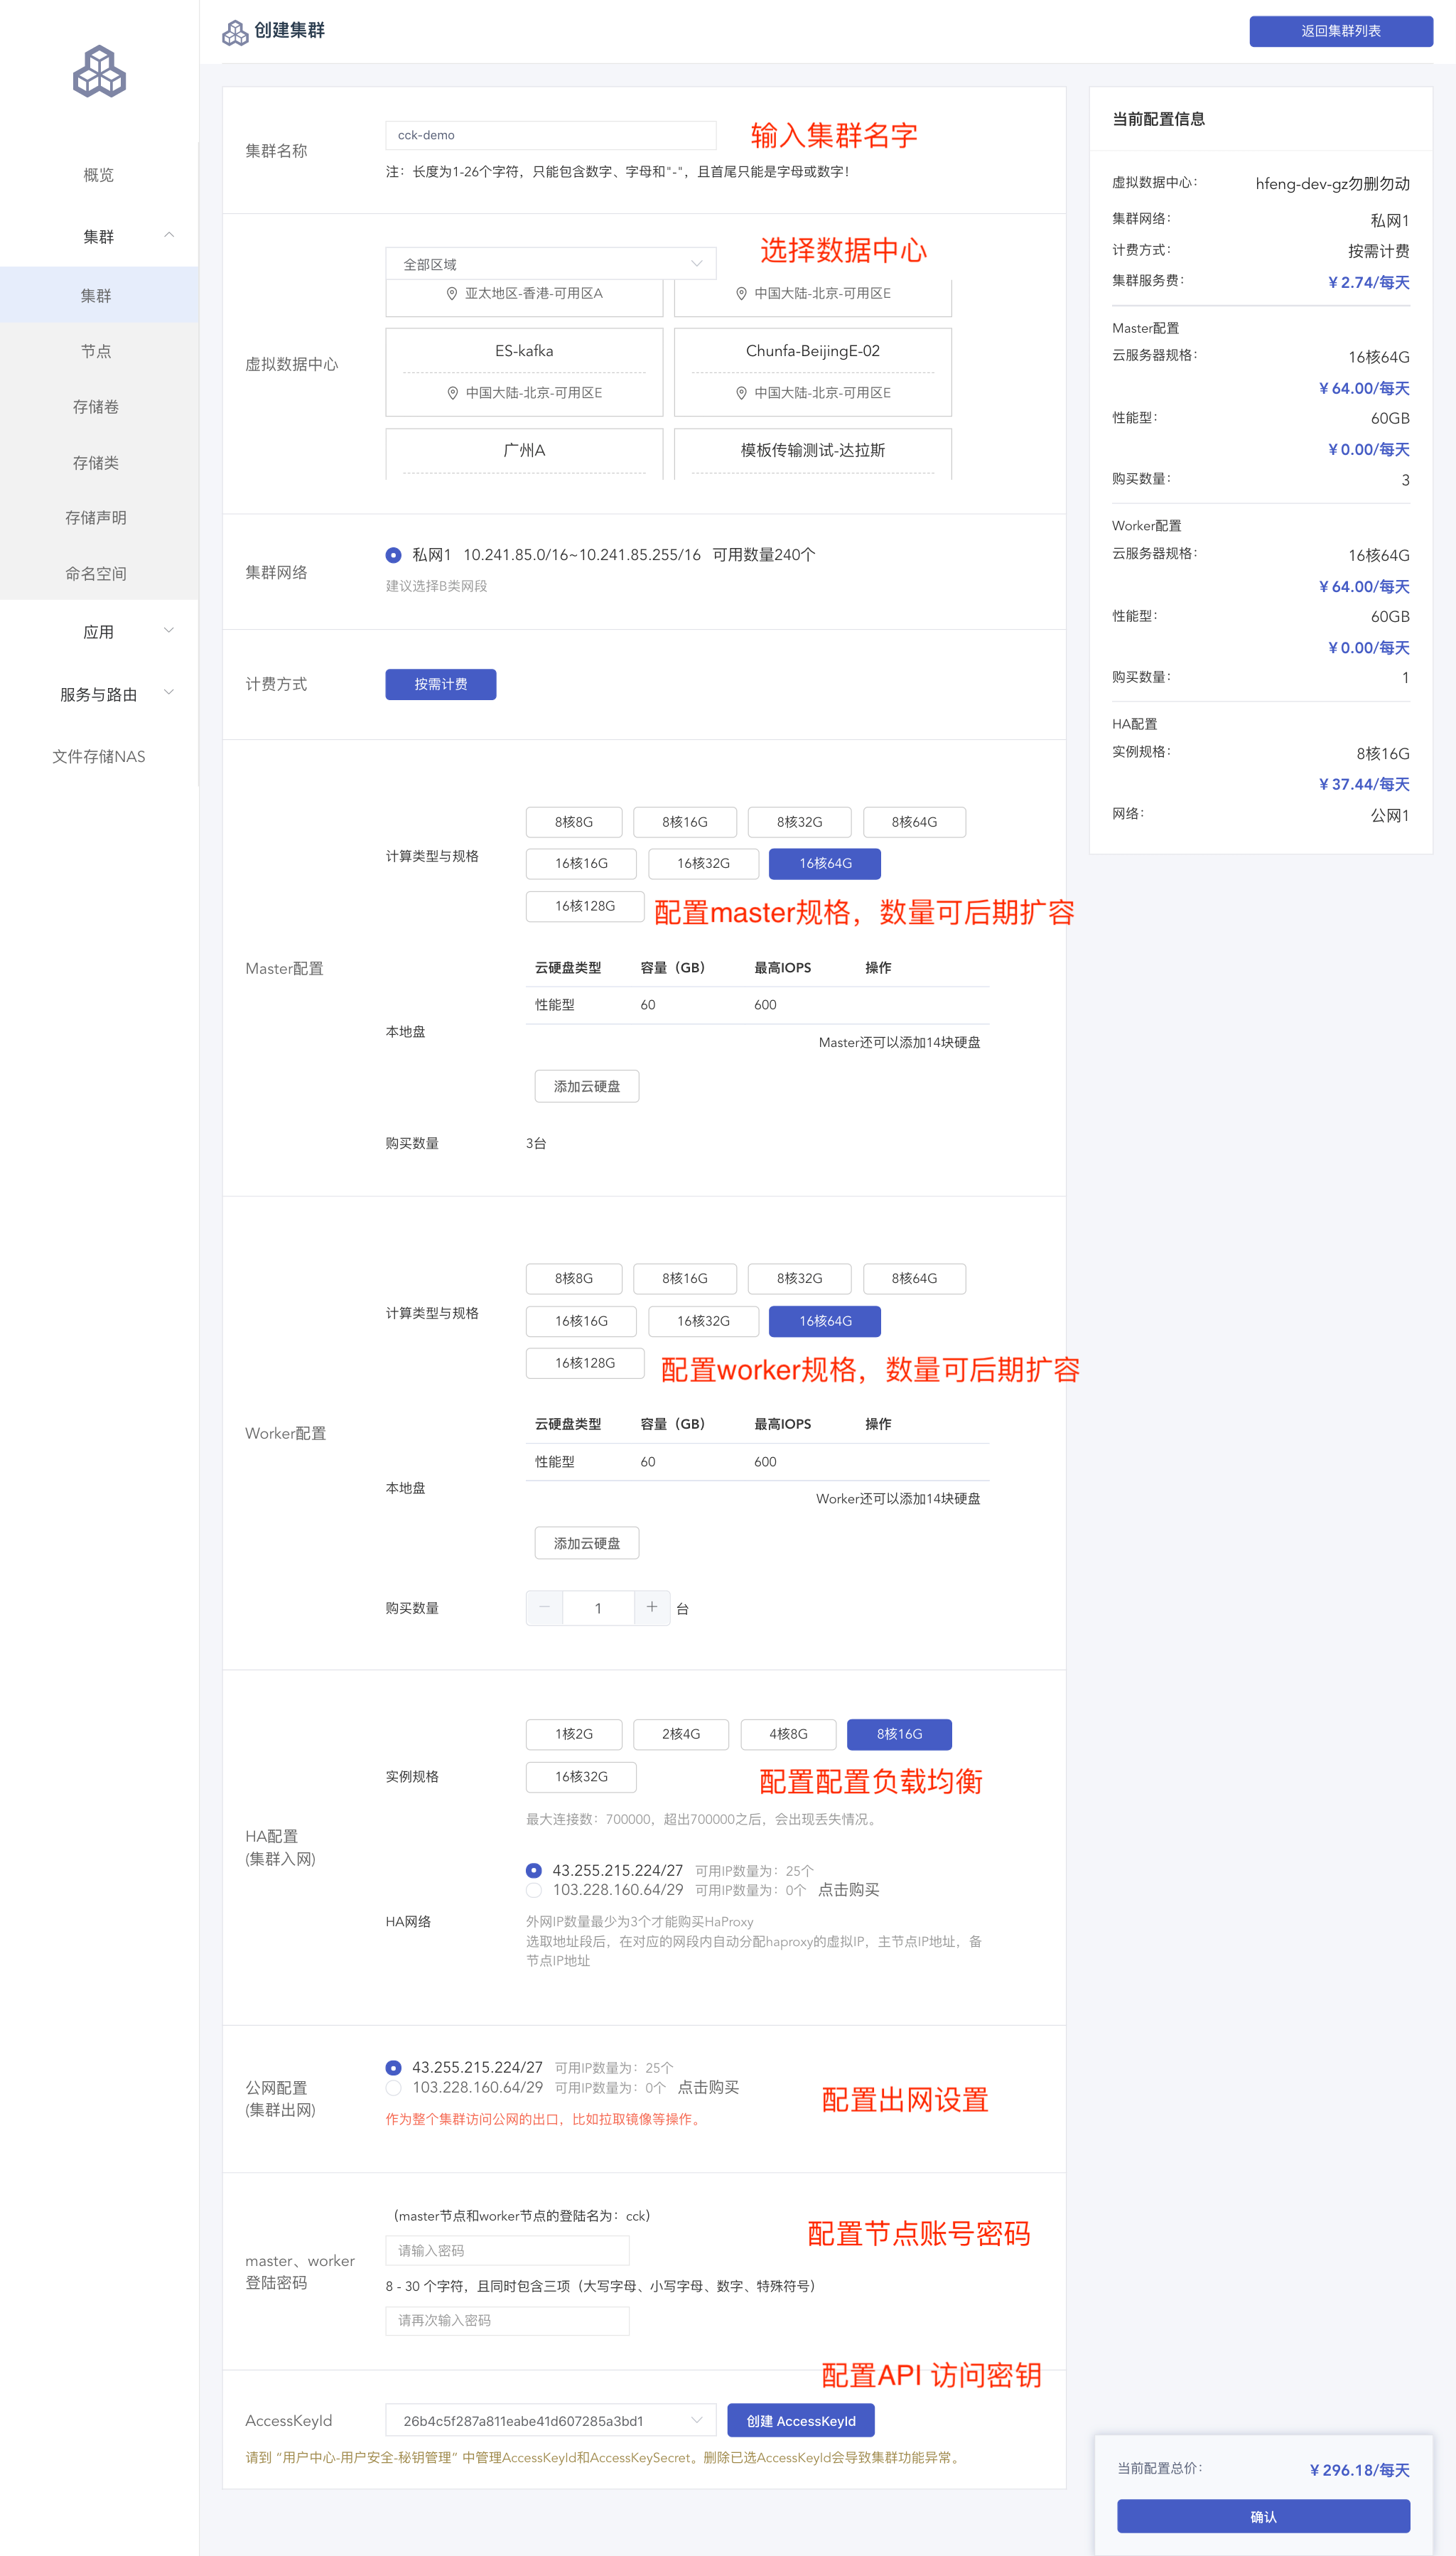 创建集群
返回集群列表
概览
集群
集群
节点
存储卷
存储类
存储声明
命名空间
应用
服务与路由
文件存储NAS
集群名称
cck-demo
输入集群名字
注：长度为1-26个字符，只能包含数字、字母和"-"，且首尾只能是字母或数字！
虚拟数据中心
全部区域
选择数据中心
亚太地区-香港-可用区A
中国大陆-北京-可用区E
ES-kafka
Chunfa-BeijingE-02
中国大陆-北京-可用区E
中国大陆-北京-可用区E
广州A
模板传输测试-达拉斯
集群网络
私网1 10.241.85.0/16~10.241.85.255/16 可用数量240个
建议选择B类网段
计费方式
按需计费
Master配置
计算类型与规格
8核8G
8核16G
8核32G
8核64G
16核16G
16核32G
16核64G
16核128G
配置master规格，数量可后期扩容
本地盘
云硬盘类型 容量（GB） 最高IOPS 操作
性能型 60 600
Master还可以添加14块硬盘
添加云硬盘
购买数量 3台
Worker配置
计算类型与规格
8核8G
8核16G
8核32G
8核64G
16核16G
16核32G
16核64G
16核128G
配置worker规格，数量可后期扩容
本地盘
云硬盘类型 容量（GB） 最高IOPS 操作
性能型 60 600
Worker还可以添加14块硬盘
添加云硬盘
购买数量 − 1 + 台
HA配置
(集群入网)
实例规格
1核2G
2核4G
4核8G
8核16G
16核32G
配置配置负载均衡
最大连接数：700000，超出700000之后，会出现丢失情况。
HA网络
43.255.215.224/27 可用IP数量为：25个
103.228.160.64/29 可用IP数量为：0个 点击购买
外网IP数量最少为3个才能购买HaProxy
选取地址段后，在对应的网段内自动分配haproxy的虚拟IP，主节点IP地址，备
节点IP地址
公网配置
(集群出网)
43.255.215.224/27 可用IP数量为：25个
103.228.160.64/29 可用IP数量为：0个 点击购买
作为整个集群访问公网的出口，比如拉取镜像等操作。
配置出网设置
master、worker
登陆密码
（master节点和worker节点的登陆名为：cck）
请输入密码
8 - 30 个字符，且同时包含三项（大写字母、小写字母、数字、特殊符号）
请再次输入密码
配置节点账号密码
配置API 访问密钥
AccessKeyId
26b4c5f287a811eabe41d607285a3bd1
创建 AccessKeyId
请到 “用户中心-用户安全-秘钥管理” 中管理AccessKeyId和AccessKeySecret。删除已选AccessKeyId会导致集群功能异常。
当前配置信息
虚拟数据中心： hfeng-dev-gz勿删勿动
集群网络： 私网1
计费方式： 按需计费
集群服务费： ¥ 2.74/每天
Master配置
云服务器规格： 16核64G
¥ 64.00/每天
性能型： 60GB
¥ 0.00/每天
购买数量： 3
Worker配置
云服务器规格： 16核64G
¥ 64.00/每天
性能型： 60GB
¥ 0.00/每天
购买数量： 1
HA配置
实例规格： 8核16G
¥ 37.44/每天
网络： 公网1
当前配置总价： ¥ 296.18/每天
确认